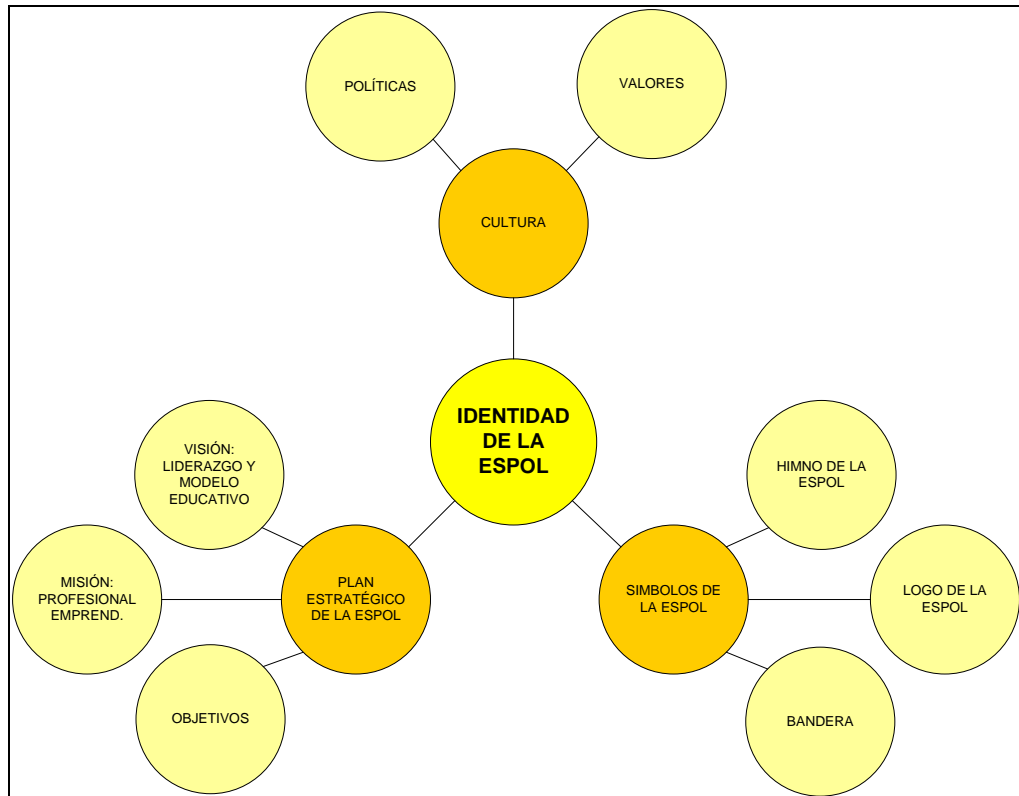 POLÍTICAS
VALORES
CULTURA
IDENTIDAD
DE LA
ESPOL
VISIÓN:
LIDERAZGO Y
MODELO
EDUCATIVO
HIMNO DE LA
ESPOL
MISIÓN:
PROFESIONAL
EMPREND.
PLAN
ESTRATÉGICO
DE LA ESPOL
SIMBOLOS DE
LA ESPOL
LOGO DE LA
ESPOL
OBJETIVOS
BANDERA